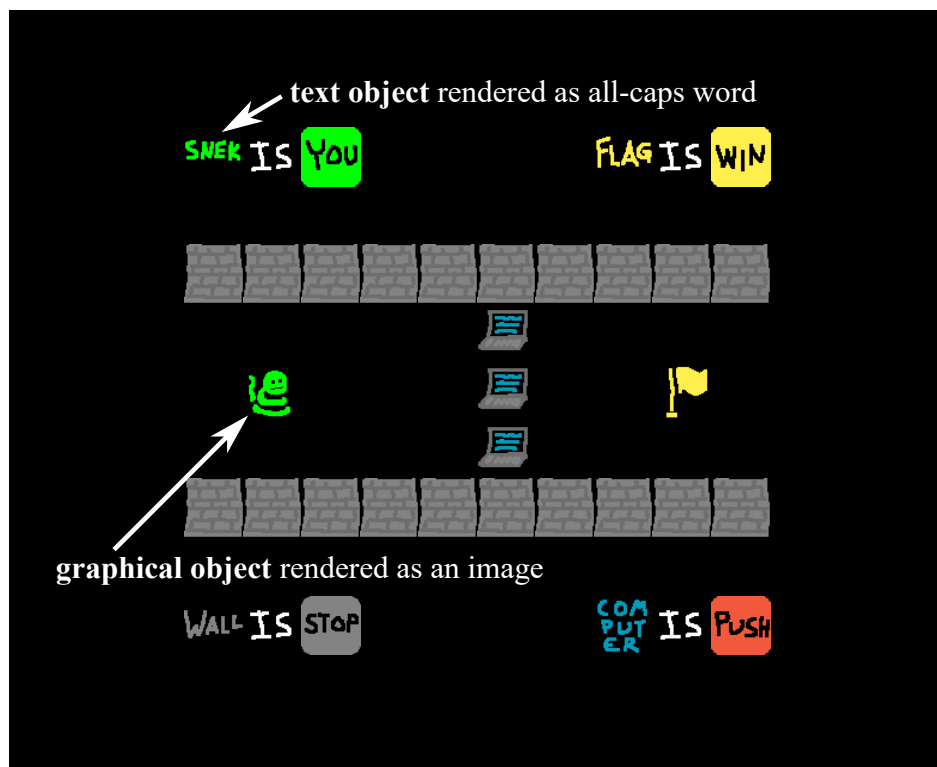 text object rendered as all-caps word
SNEK IS YOU
FLAG IS WIN
graphical object rendered as an image
WALL IS STOP
COM
PUT
ER IS PUSH